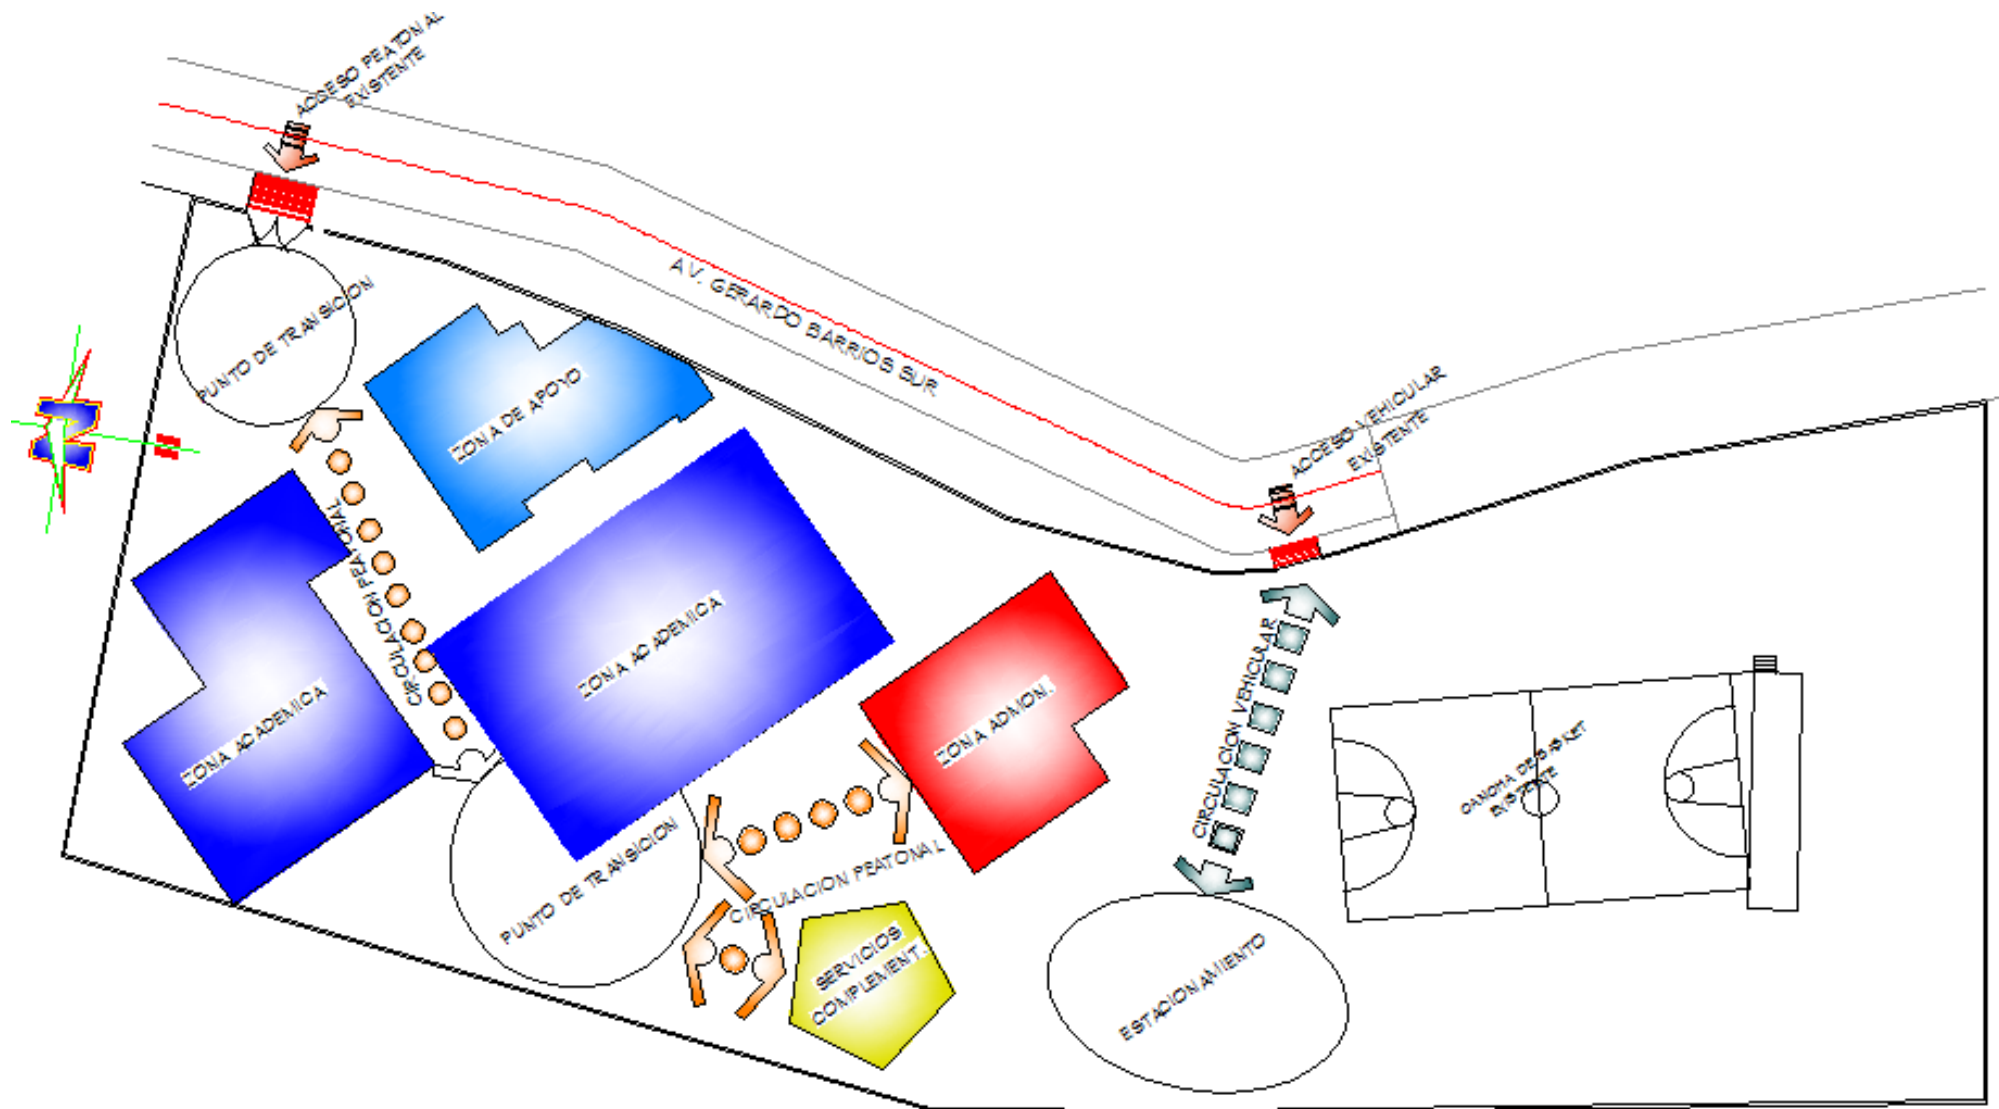 ACCESO PEATONAL
EXISTENTE
PUNTO DE TRANSICION
AV. GERARDO BARRIOS SUR
ZONA DE APOYO
ACCESO VEHICULAR
EXISTENTE
N
CIRCULACION PEATONAL
ZONA ACADEMICA
ZONA ACADEMICA
ZONA ADMON.
CIRCULACION VEHICULAR
CANCHA DE BASKET
EXISTENTE
PUNTO DE TRANSICION
CIRCULACION PEATONAL
SERVICIOS
COMPLEMENT.
ESTACIONAMIENTO